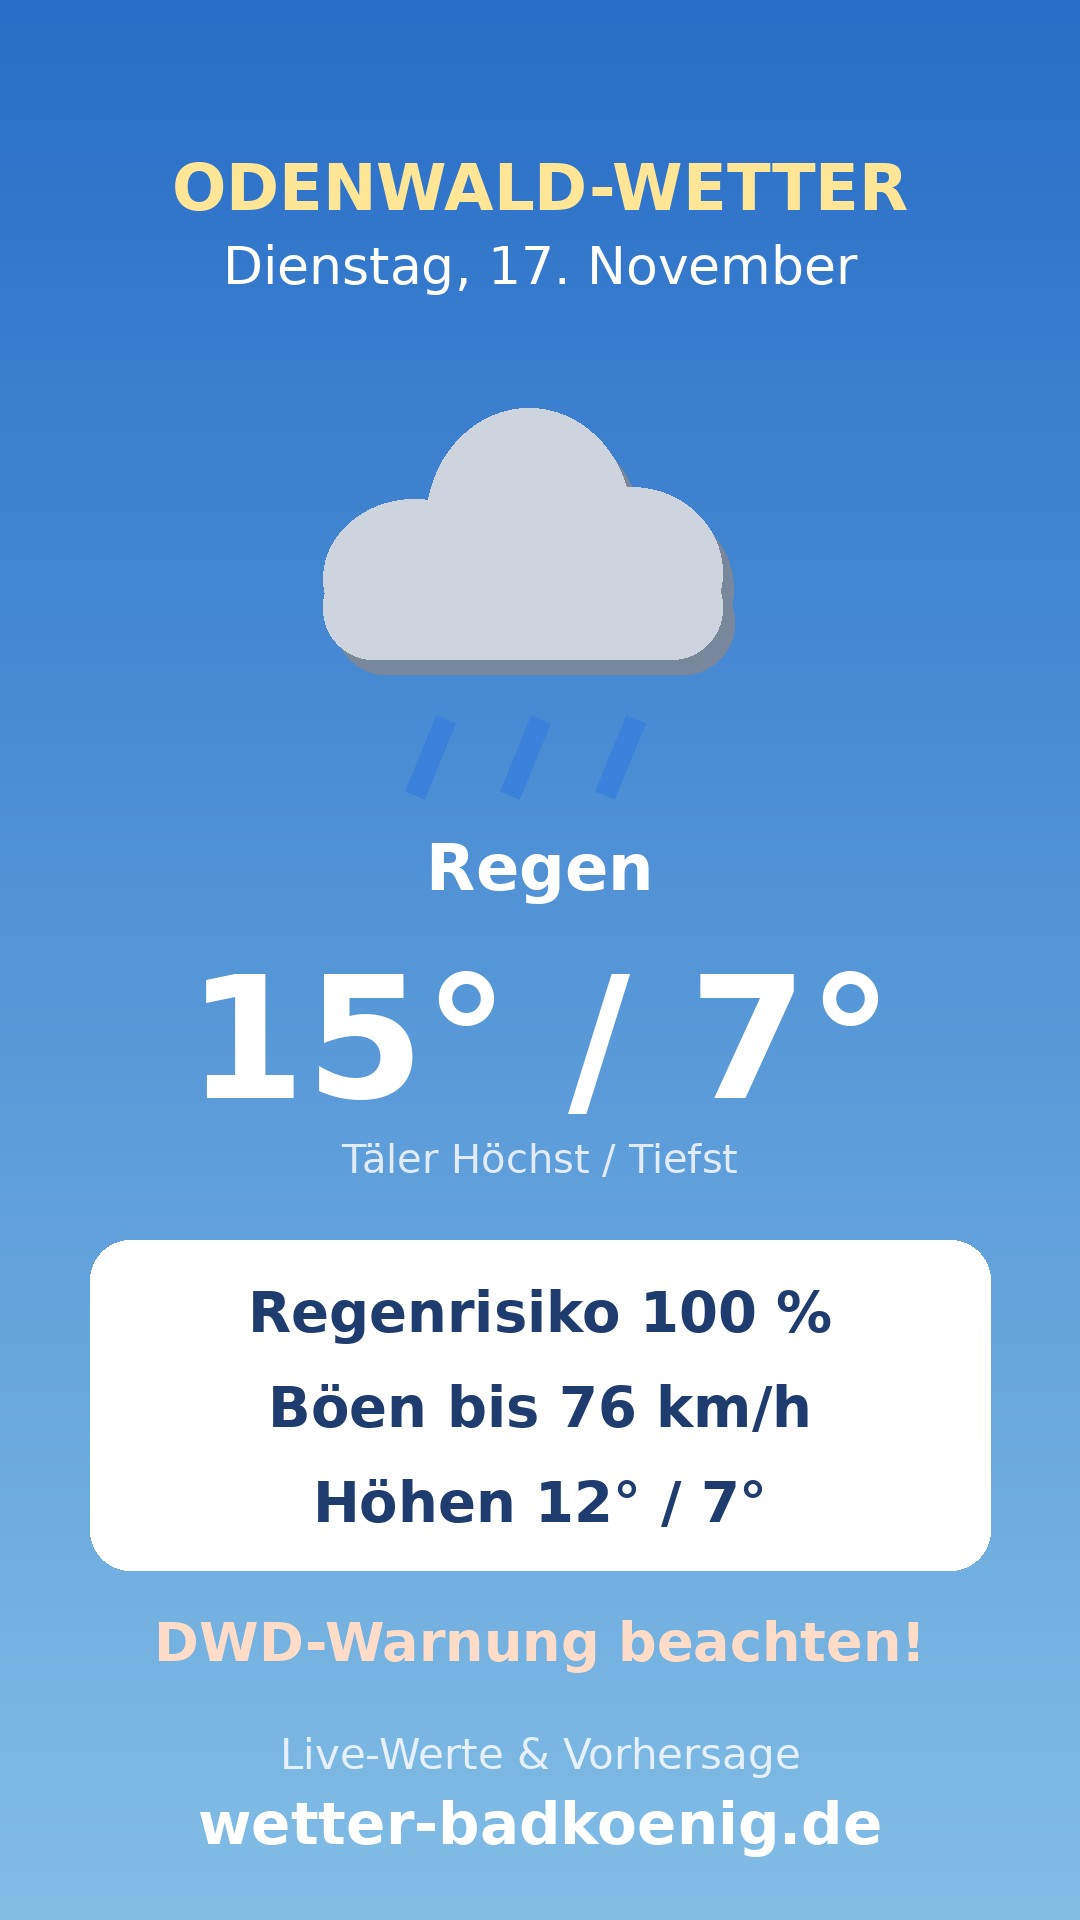 ODENWALD-WETTER
Dienstag, 17. November
Regen
15° / 7°
Täler Höchst / Tiefst
Regenrisiko 100 %
Böen bis 76 km/h
Höhen 12° / 7°
DWD-Warnung beachten!
Live-Werte & Vorhersage
wetter-badkoenig.de